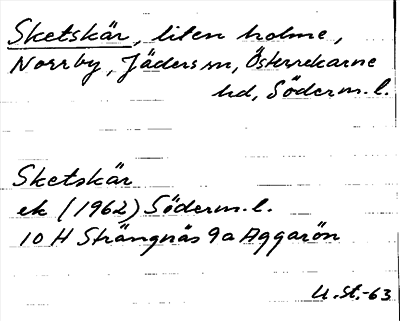 Sketskär, liten holme,
Norrby, Jäders sn, Österrekarne
hd, Söderm. l.
Sketskär
ek (1962) Söderm. l.
10 H Strängnäs 9a Aggarön
U. St. -63